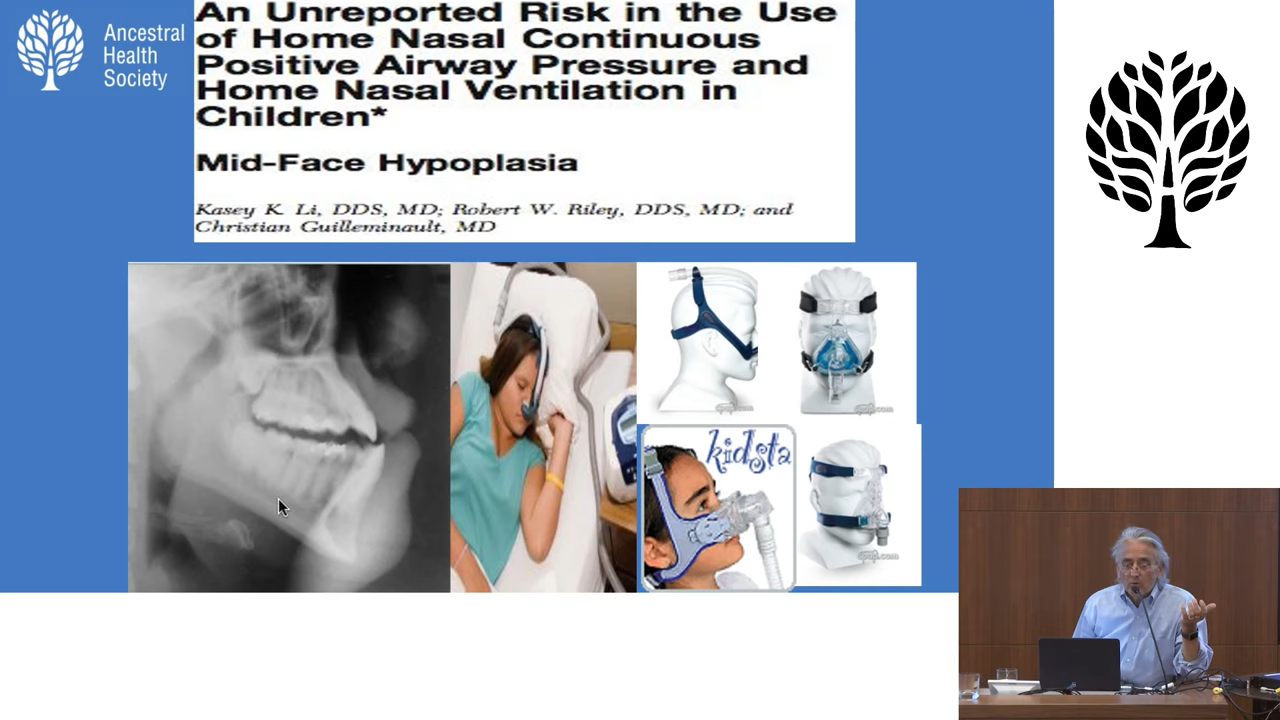 Ancestral
Health
Society
An Unreported Risk in the Use
of Home Nasal Continuous
Positive Airway Pressure and
Home Nasal Ventilation in
Children*
Mid-Face Hypoplasia
Kasey K. Li, DDS, MD; Robert W. Riley, DDS, MD; and
Christian Guilleminault, MD
kidsta